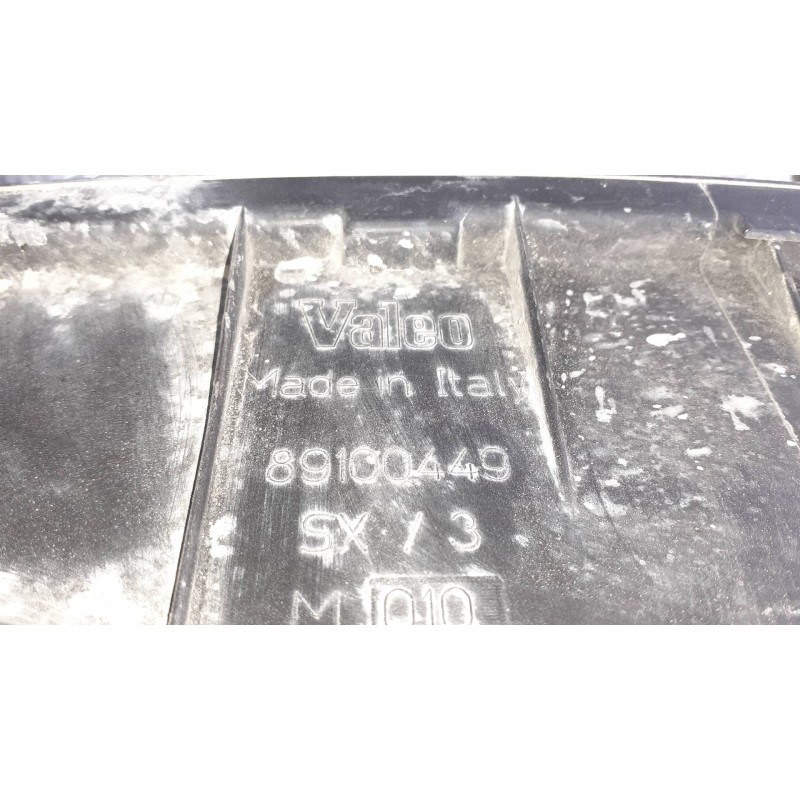 Valeo
Made in Italy
89100449
SX / 3
M 010